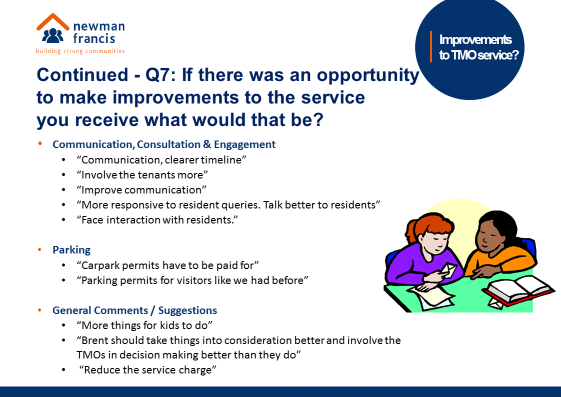 newman
francis
building strong communities
Improvements
to TMO service?
Continued - Q7: If there was an opportunity
to make improvements to the service
you receive what would that be?
• Communication, Consultation & Engagement
• “Communication, clearer timeline”
• “Involve the tenants more”
• “Improve communication”
• “More responsive to resident queries. Talk better to residents”
• “Face interaction with residents.”
• Parking
• “Carpark permits have to be paid for”
• “Parking permits for visitors like we had before”
• General Comments / Suggestions
• “More things for kids to do”
• “Brent should take things into consideration better and involve the
TMOs in decision making better than they do”
• “Reduce the service charge”